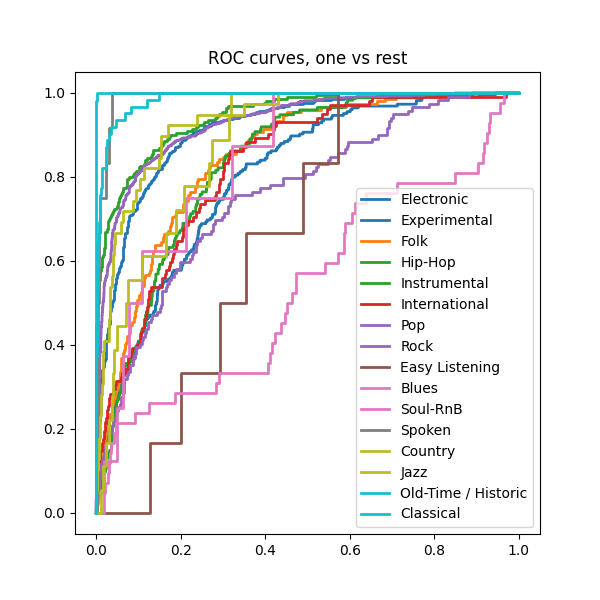 ROC curves, one vs rest
1.0
0.8
0.6
0.4
0.2
0.0
Electronic
Experimental
Folk
Hip-Hop
Instrumental
International
Pop
Rock
Easy Listening
Blues
Soul-RnB
Spoken
Country
Jazz
Old-Time / Historic
Classical
0.0 0.2 0.4 0.6 0.8 1.0